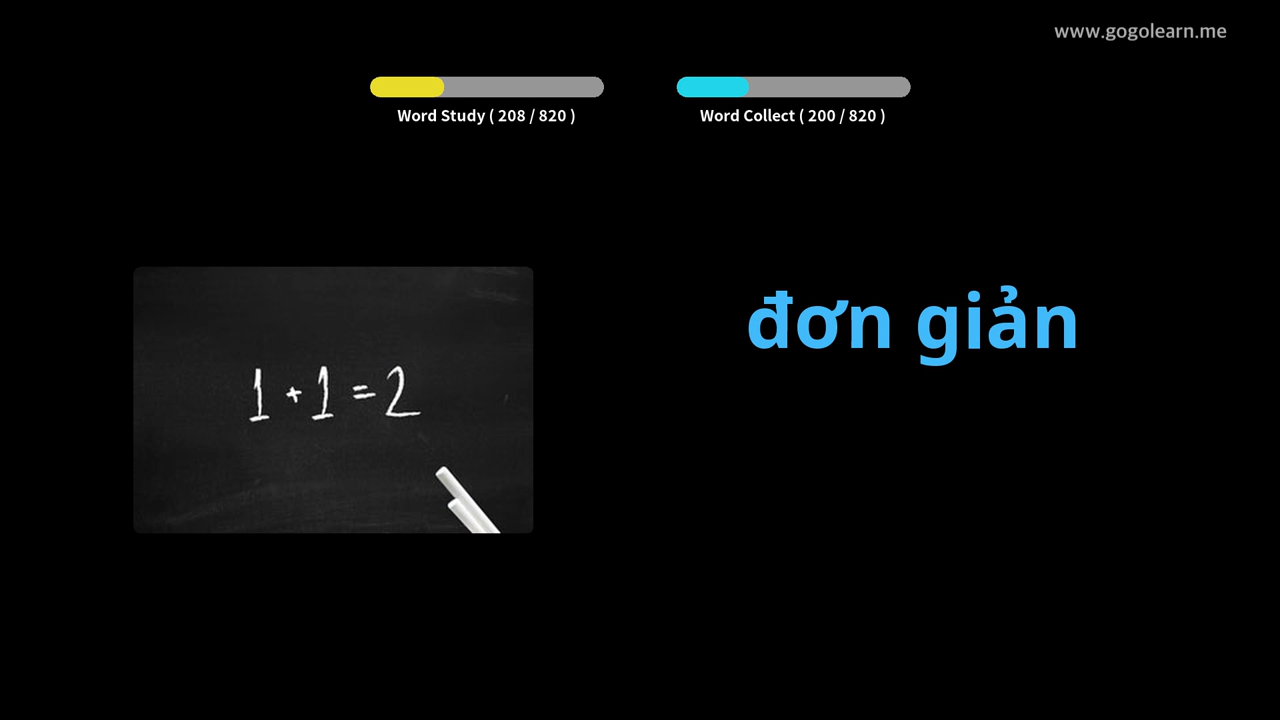 www.gogolearn.me
Word Study ( 208 / 820 )
Word Collect ( 200 / 820 )
đơn giản
1 + 1 = 2